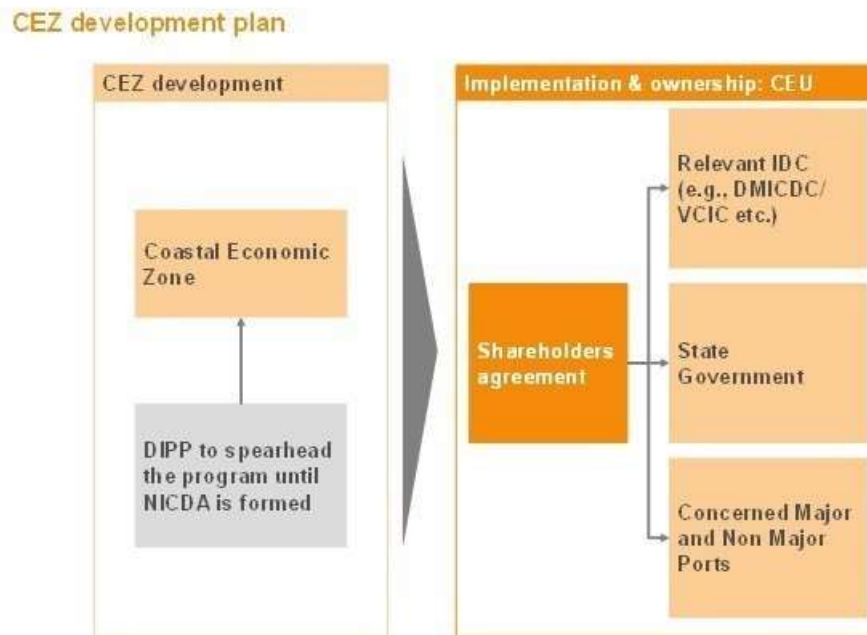 CEZ development plan
CEZ development
Coastal Economic
Zone
DIPP to spearhead
the program until
NICDA is formed
Implementation & ownership: CEU
Shareholders
agreement
Relevant IDC
(e.g., DMICDC/
VCIC etc.)
State
Government
Concerned Major
and Non Major
Ports